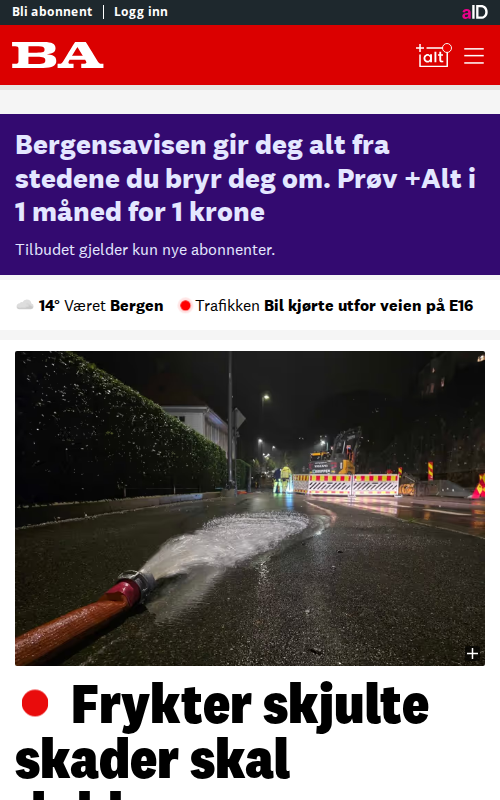 Bli abonnent | Logg inn
aID
BA
+alt
Bergensavisen gir deg alt fra
stedene du bryr deg om. Prøv +Alt i
1 måned for 1 krone
Tilbudet gjelder kun nye abonnenter.
14° Været Bergen
Trafikken Bil kjørte utfor veien på E16
Frykter skjulte
skader skal